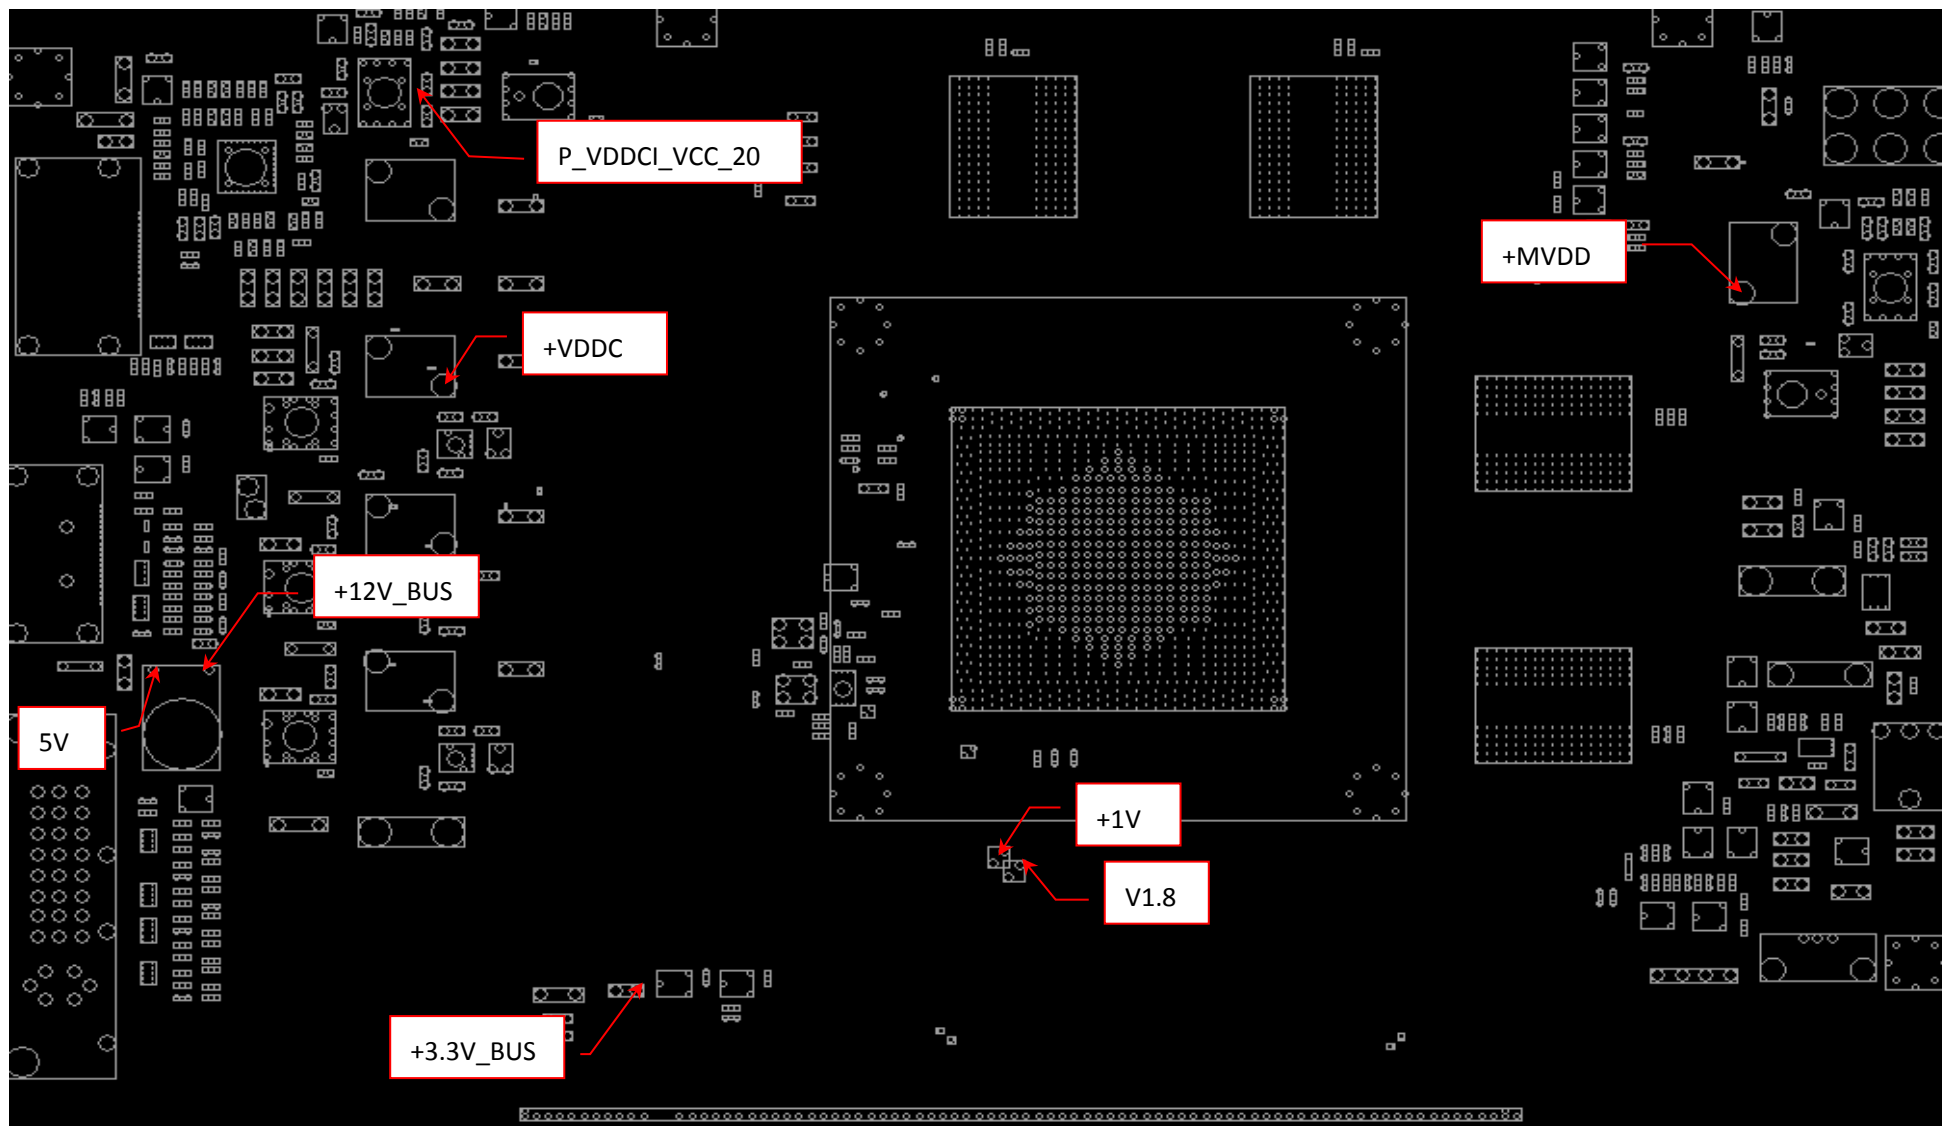 P_VDDCI_VCC_20
+MVDD
+VDDC
+12V_BUS
5V
+1V
V1.8
+3.3V_BUS